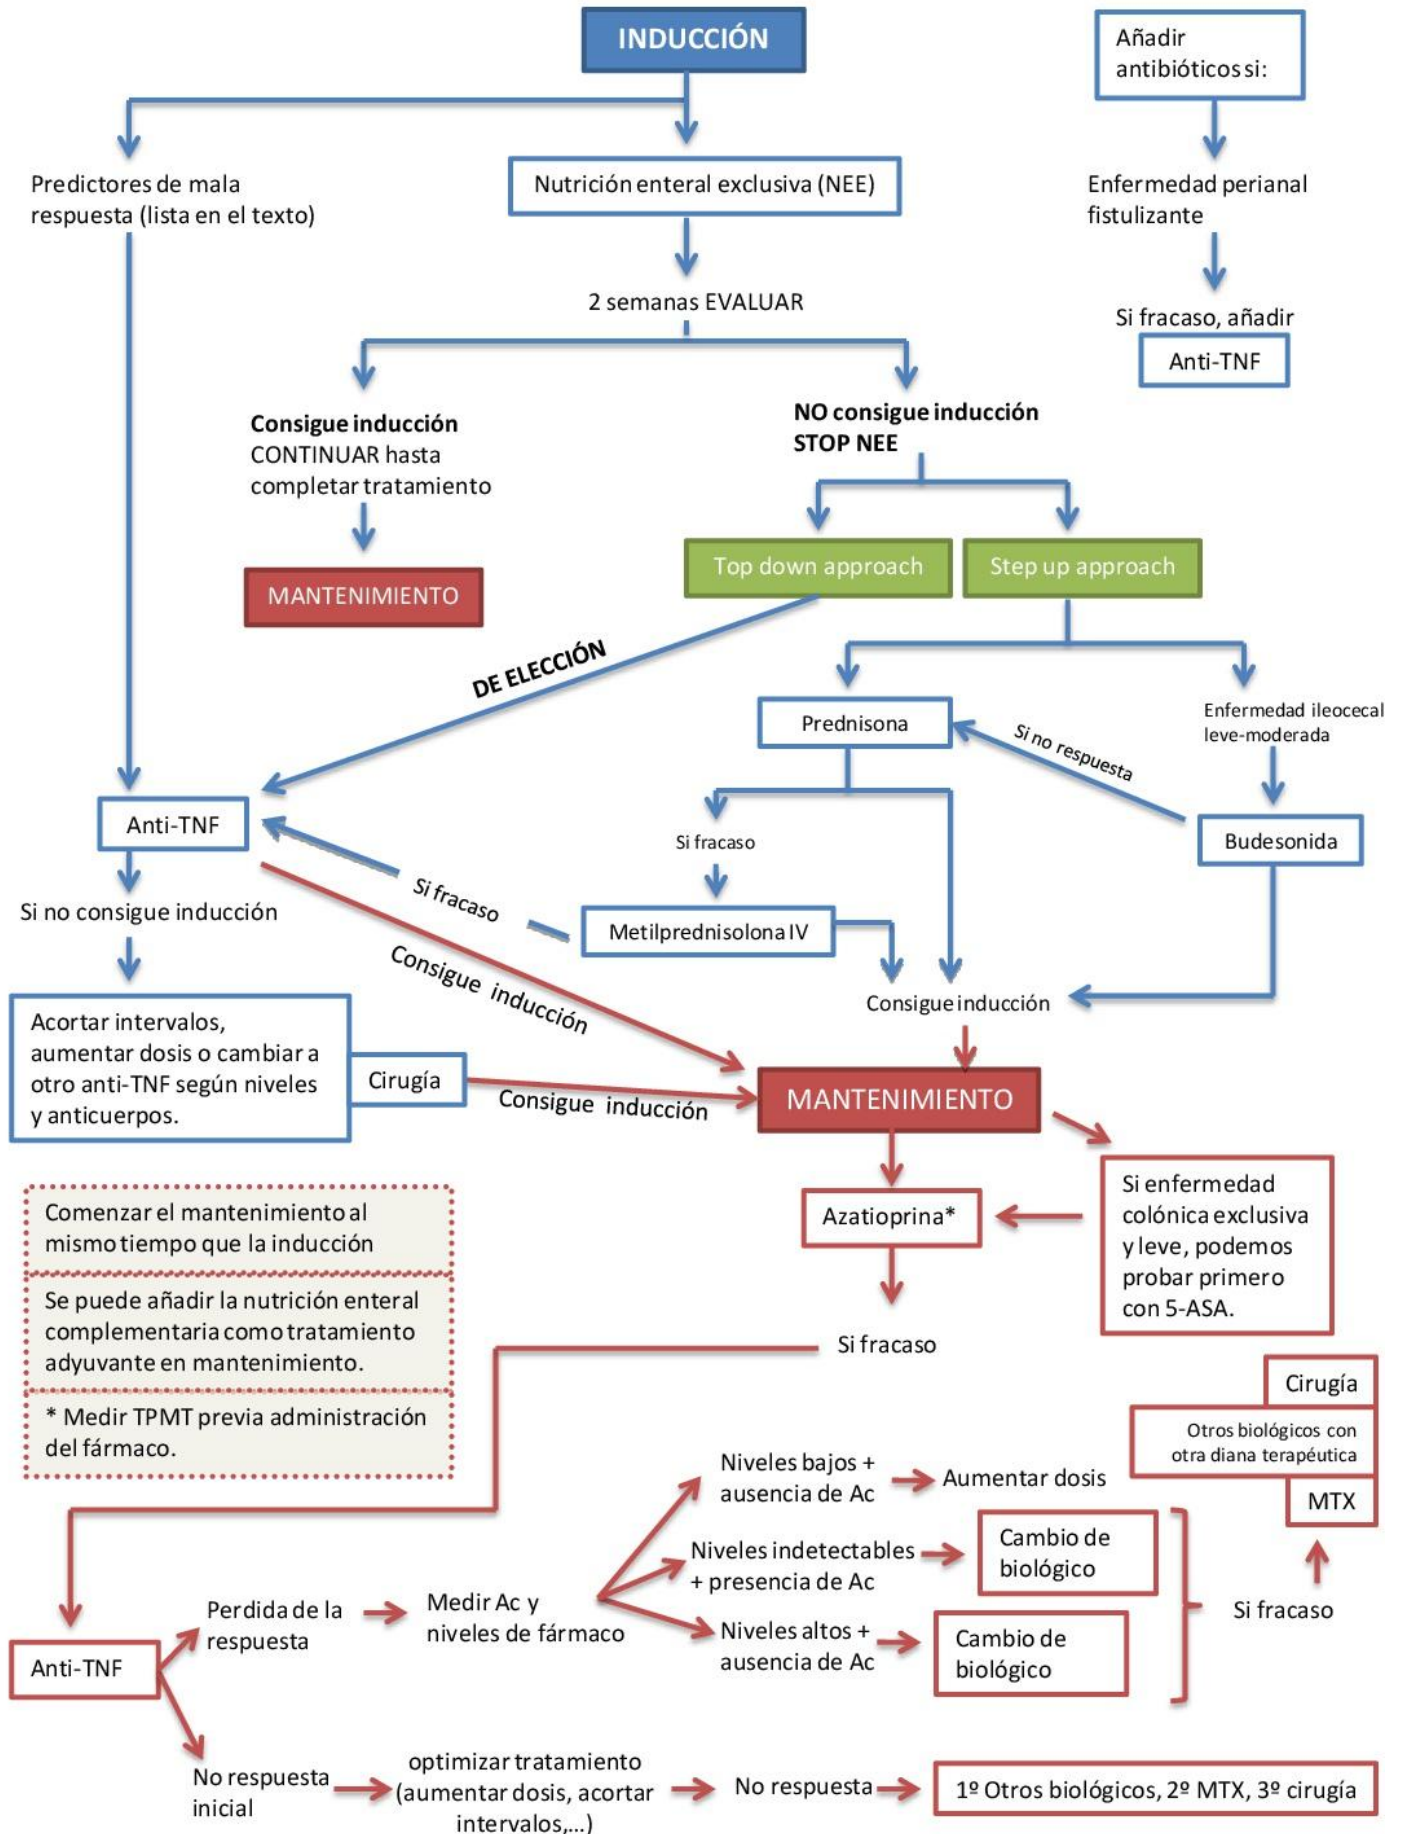 INDUCCIÓN
Añadir
antibióticos si:
Predictores de mala
respuesta (lista en el texto)
Nutrición enteral exclusiva (NEE)
Enfermedad perianal
fistulizante
2 semanas EVALUAR
Si fracaso, añadir
Anti-TNF
Consigue inducción
CONTINUAR hasta
completar tratamiento
NO consigue inducción
STOP NEE
MANTENIMIENTO
Top down approach
Step up approach
DE ELECCIÓN
Prednisona
Enfermedad ileocecal
leve-moderada
Si no respuesta
Anti-TNF
Si fracaso
Budesonida
Si no consigue inducción
Si fracaso
Metilprednisolona IV
Consigue inducción
Consigue inducción
Acortar intervalos,
aumentar dosis o cambiar a
otro anti-TNF según niveles
y anticuerpos.
Cirugía
Consigue inducción
MANTENIMIENTO
Azatioprina*
Si enfermedad
colónica exclusiva
y leve, podemos
probar primero
con 5-ASA.
Comenzar el mantenimiento al
mismo tiempo que la inducción
Se puede añadir la nutrición enteral
complementaria como tratamiento
adyuvante en mantenimiento.
* Medir TPMT previa administración
del fármaco.
Si fracaso
Cirugía
Otros biológicos con
otra diana terapéutica
MTX
Niveles bajos +
ausencia de Ac
Aumentar dosis
Niveles indetectables
+ presencia de Ac
Cambio de
biológico
Perdida de la
respuesta
Medir Ac y
niveles de fármaco
Si fracaso
Niveles altos +
ausencia de Ac
Cambio de
biológico
Anti-TNF
No respuesta
inicial
optimizar tratamiento
(aumentar dosis, acortar
intervalos,...)
No respuesta
1º Otros biológicos, 2º MTX, 3º cirugía